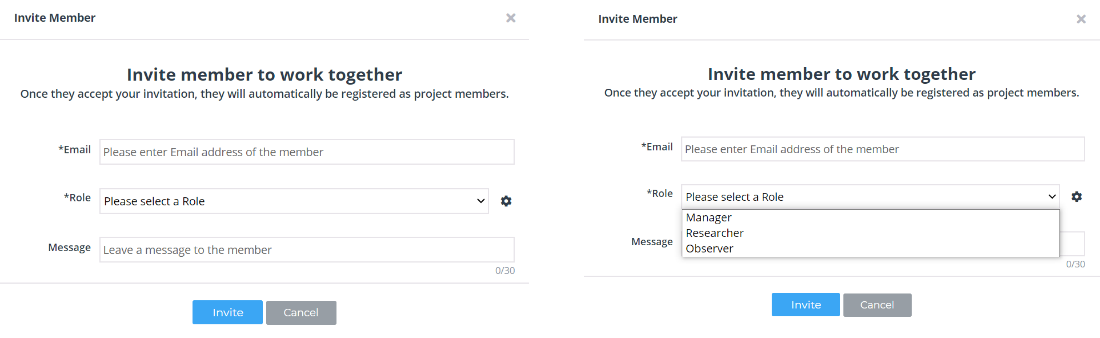 Invite Member
Invite member to work together
Once they accept your invitation, they will automatically be registered as project members.
*Email
Please enter Email address of the member
*Role
Please select a Role
Message
Leave a message to the member
0/30
Invite
Cancel
Invite Member
Invite member to work together
Once they accept your invitation, they will automatically be registered as project members.
*Email
Please enter Email address of the member
*Role
Please select a Role
Manager
Researcher
Observer
Message
0/30
Invite
Cancel